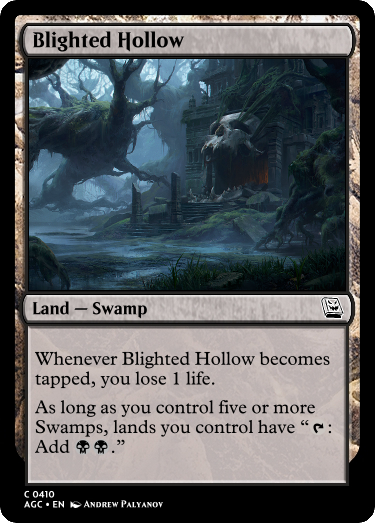 Blighted Hollow
Land — Swamp
Whenever Blighted Hollow becomes
tapped, you lose 1 life.
As long as you control five or more
Swamps, lands you control have “ :
Add .”
C 0410
AGC • EN Andrew Palyanov